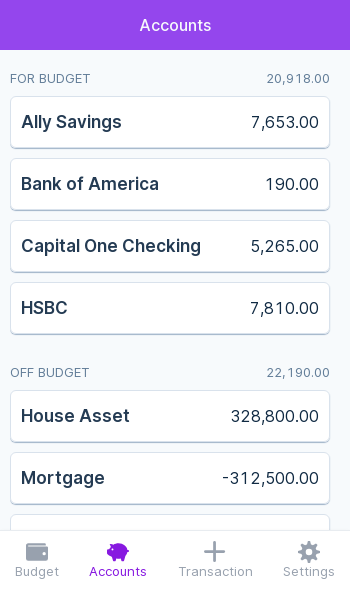 Accounts
FOR BUDGET 20,918.00
Ally Savings 7,653.00
Bank of America 190.00
Capital One Checking 5,265.00
HSBC 7,810.00
OFF BUDGET 22,190.00
House Asset 328,800.00
Mortgage -312,500.00
Budget Accounts Transaction Settings